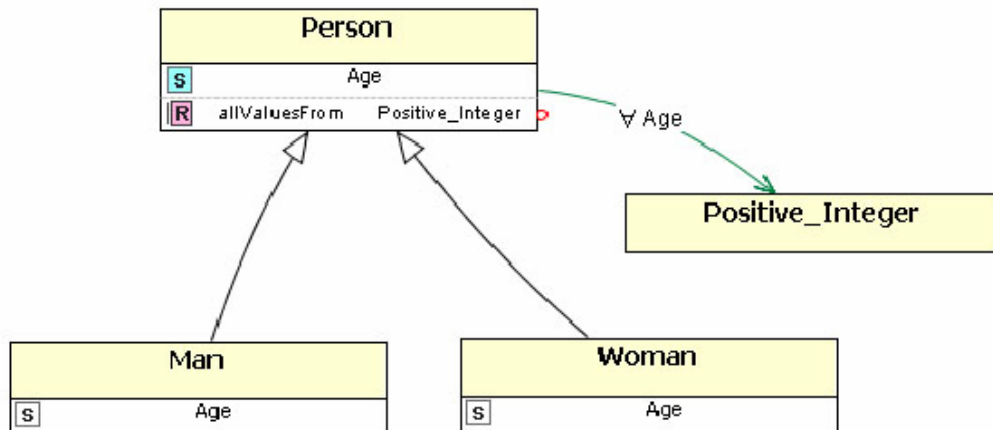 Person
S Age
R allValuesFrom Positive_Integer
∀ Age
Positive_Integer
Man
S Age
Woman
S Age